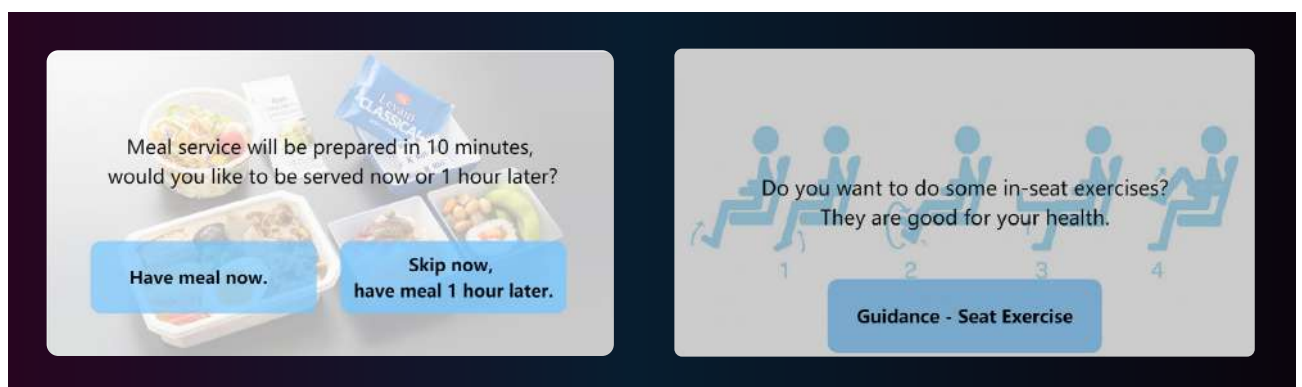 Levain
CLASSICAL
Meal service will be prepared in 10 minutes,
would you like to be served now or 1 hour later?
Have meal now.
Skip now,
have meal 1 hour later.
Do you want to do some in-seat exercises?
They are good for your health.
1 2 3 4
Guidance - Seat Exercise